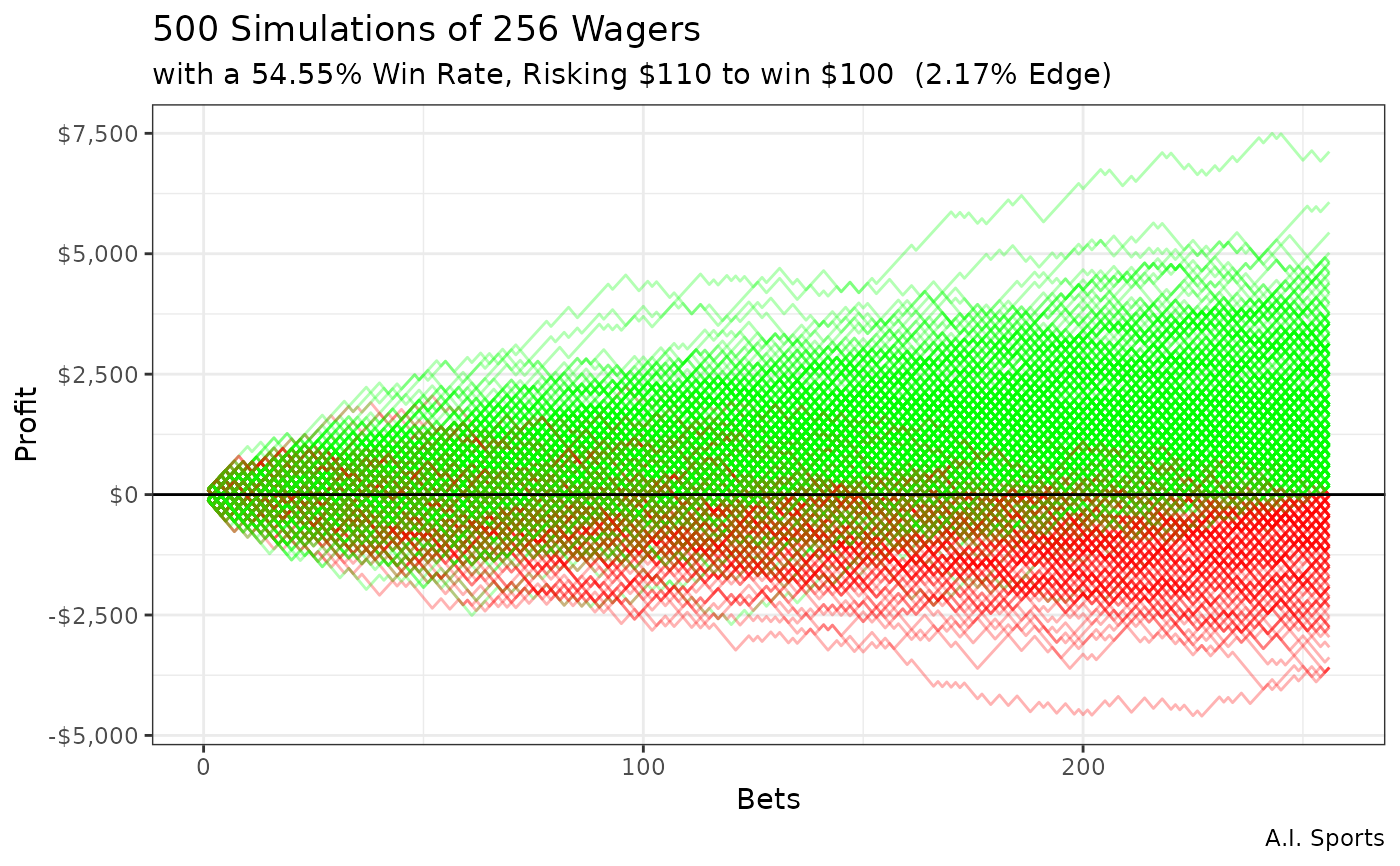 500 Simulations of 256 Wagers
with a 54.55% Win Rate, Risking $110 to win $100  (2.17% Edge)
$7,500
$5,000
$2,500
$0
-$2,500
-$5,000
Profit
0 100 200
Bets
A.I. Sports